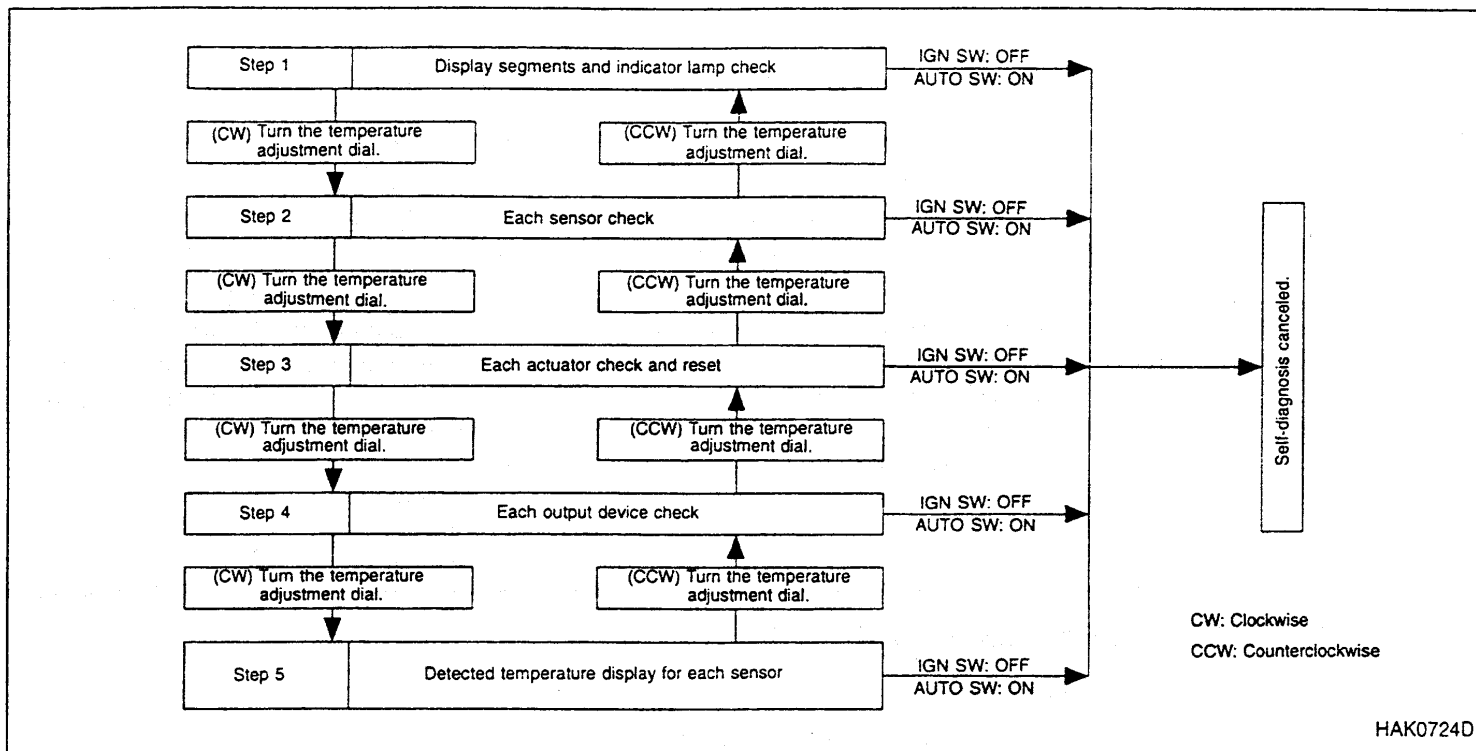 Step 1
Display segments and indicator lamp check
IGN SW: OFF
AUTO SW: ON
(CW) Turn the temperature
adjustment dial.
(CCW) Turn the temperature
adjustment dial.
Step 2
Each sensor check
IGN SW: OFF
AUTO SW: ON
(CW) Turn the temperature
adjustment dial.
(CCW) Turn the temperature
adjustment dial.
Step 3
Each actuator check and reset
IGN SW: OFF
AUTO SW: ON
(CW) Turn the temperature
adjustment dial.
(CCW) Turn the temperature
adjustment dial.
Step 4
Each output device check
IGN SW: OFF
AUTO SW: ON
(CW) Turn the temperature
adjustment dial.
(CCW) Turn the temperature
adjustment dial.
Step 5
Detected temperature display for each sensor
IGN SW: OFF
AUTO SW: ON
Self-diagnosis canceled.
CW: Clockwise
CCW: Counterclockwise
HAK0724D